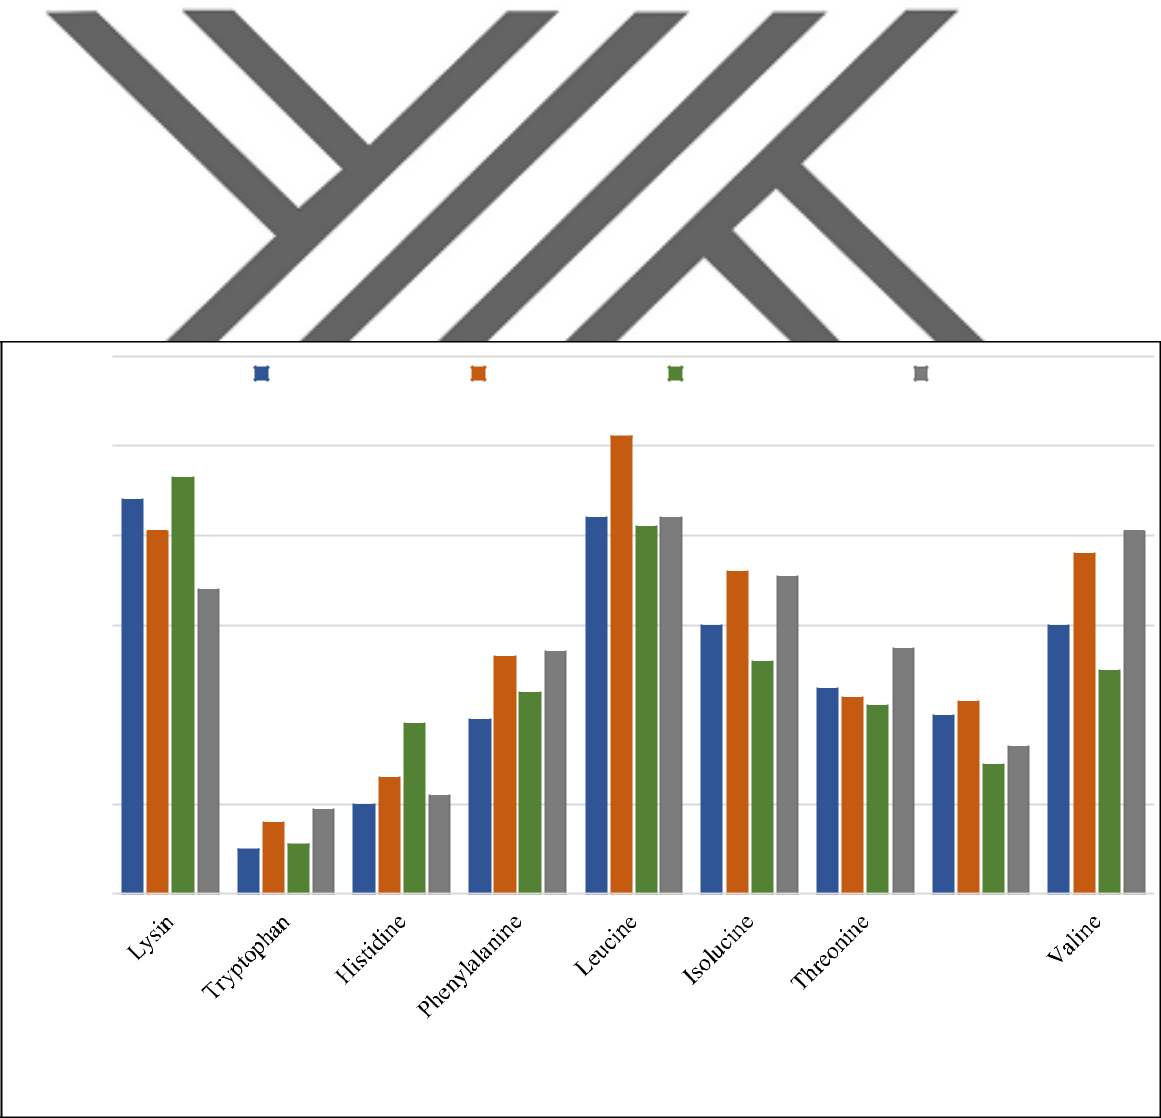 Lysin
Tryptophan
Histidine
Phenylalanine
Leucine
Isolucine
Threonine
Valine